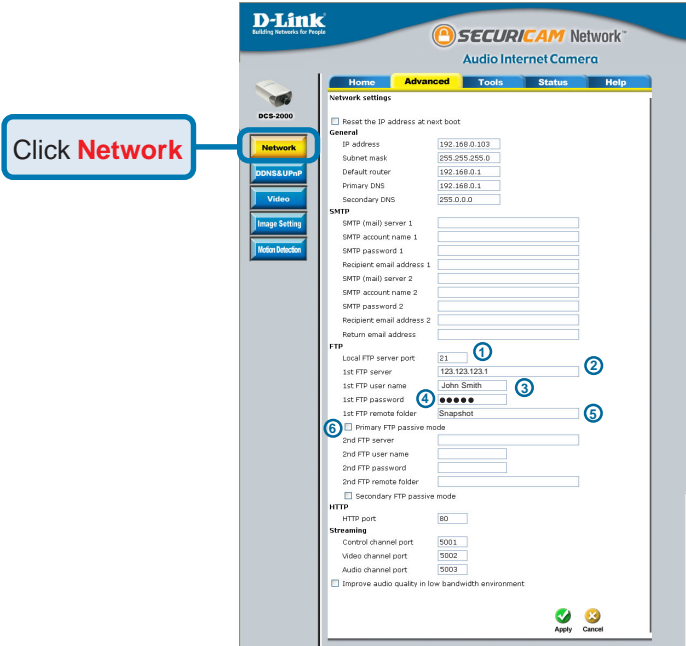 D-Link
Building Networks for People
SECURICAM Network™
Audio Internet Camera
Home Advanced Tools Status Help
DCS-2000
Click Network
Network
DDNS&UPnP
Video
Image Setting
Motion Detection
Network settings
Reset the IP address at next boot
General
IP address 192.168.0.103
Subnet mask 255.255.255.0
Default router 192.168.0.1
Primary DNS 192.168.0.1
Secondary DNS 255.0.0.0
SMTP
SMTP (mail) server 1
SMTP account name 1
SMTP password 1
Recipient email address 1
SMTP (mail) server 2
SMTP account name 2
SMTP password 2
Recipient email address 2
Return email address
FTP
Local FTP server port 21 1
1st FTP server 123.123.123.1 2
1st FTP user name John Smith 3
1st FTP password 4 ●●●●●
1st FTP remote folder Snapshot 5
6 Primary FTP passive mode
2nd FTP server
2nd FTP user name
2nd FTP password
2nd FTP remote folder
Secondary FTP passive mode
HTTP
HTTP port 80
Streaming
Control channel port 5001
Video channel port 5002
Audio channel port 5003
Improve audio quality in low bandwidth environment
Apply Cancel